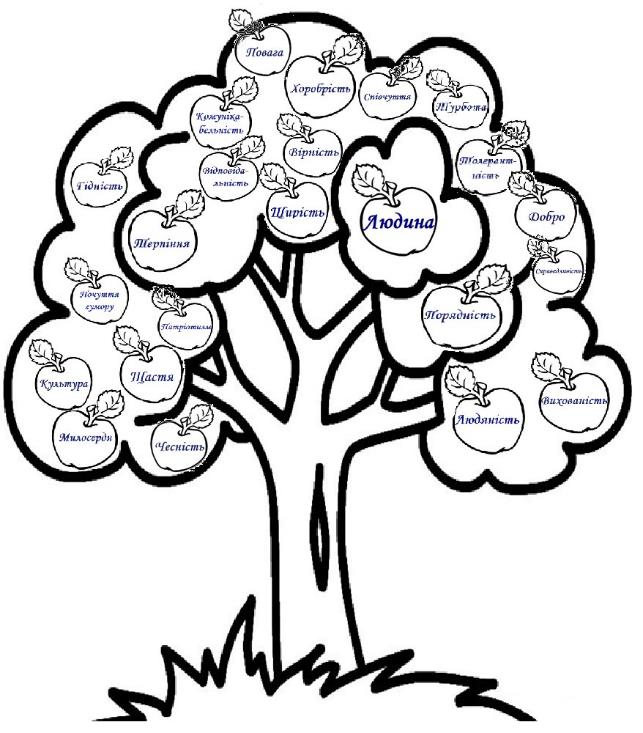 Повага
Хоробрість
Співчуття
Турбота
Комуніка-
бельність
Вірність
Толерант-
ність
Відповіда-
льність
Гідність
Щирість
Людина
Добро
Терпіння
Справедливість
Почуття
гумору
Патріотизм
Порядність
Культура
Щастя
Вихованість
Людяність
Милосердя
Чесність